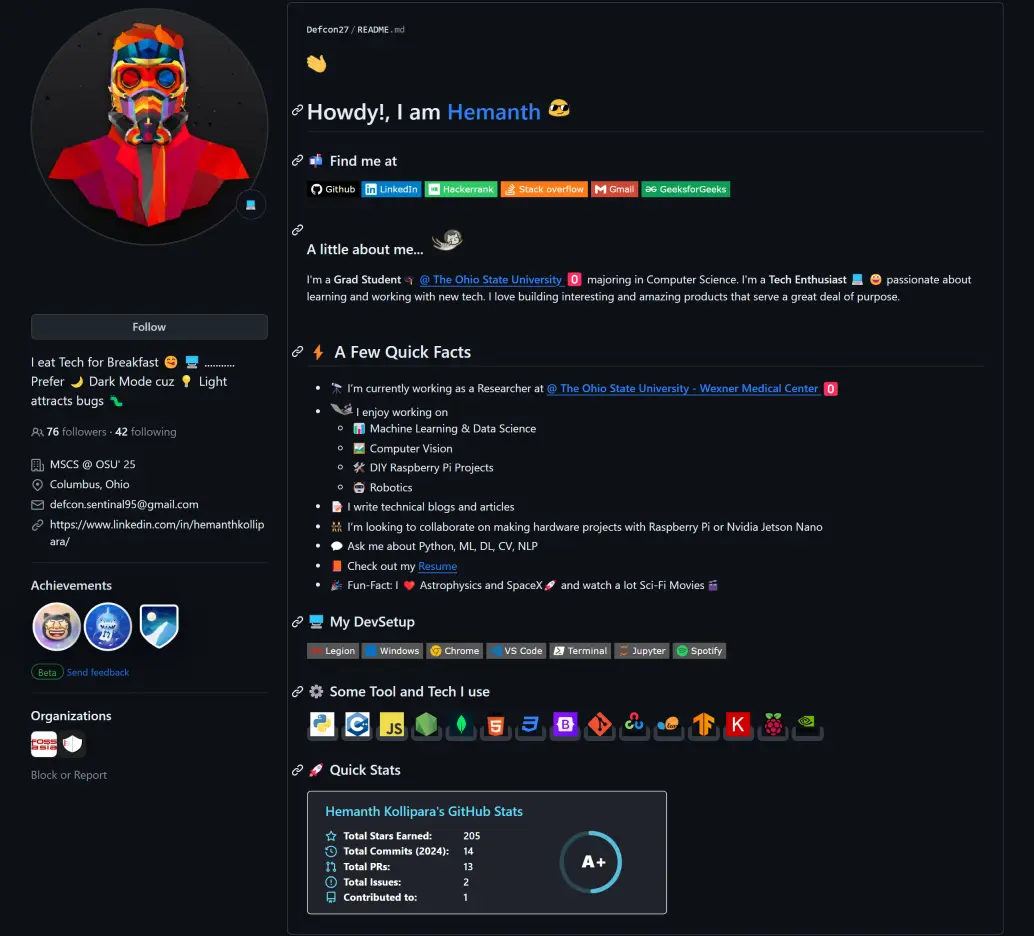 Follow
I eat Tech for Breakfast 😋 💻 ...........
Prefer 🌙 Dark Mode cuz 💡 Light
attracts bugs 🐛
76 followers · 42 following
MSCS @ OSU' 25
Columbus, Ohio
defcon.sentinal95@gmail.com
https://www.linkedin.com/in/hemanthkollip
ara/
Achievements
Beta Send feedback
Organizations
FOSS
ASIA
Block or Report
Defcon27/README.md
Howdy!, I am Hemanth
Find me at
Github LinkedIn Hackerrank Stack overflow Gmail GeeksforGeeks
A little about me...
I'm a Grad Student @ The Ohio State University majoring in Computer Science. I'm a Tech Enthusiast 💻 😄 passionate about
learning and working with new tech. I love building interesting and amazing products that serve a great deal of purpose.
⚡ A Few Quick Facts
I'm currently working as a Researcher at @ The Ohio State University - Wexner Medical Center
I enjoy working on
Machine Learning & Data Science
Computer Vision
DIY Raspberry Pi Projects
Robotics
I write technical blogs and articles
I'm looking to collaborate on making hardware projects with Raspberry Pi or Nvidia Jetson Nano
Ask me about Python, ML, DL, CV, NLP
Check out my Resume
Fun-Fact: I ❤️ Astrophysics and SpaceX🚀 and watch a lot Sci-Fi Movies 🎬
My DevSetup
Legion Windows Chrome VS Code Terminal Jupyter Spotify
Some Tool and Tech I use
C++ JS 5 3 B K
Quick Stats
Hemanth Kollipara's GitHub Stats
Total Stars Earned: 205
Total Commits (2024): 14
Total PRs: 13
Total Issues: 2
Contributed to: 1
A+